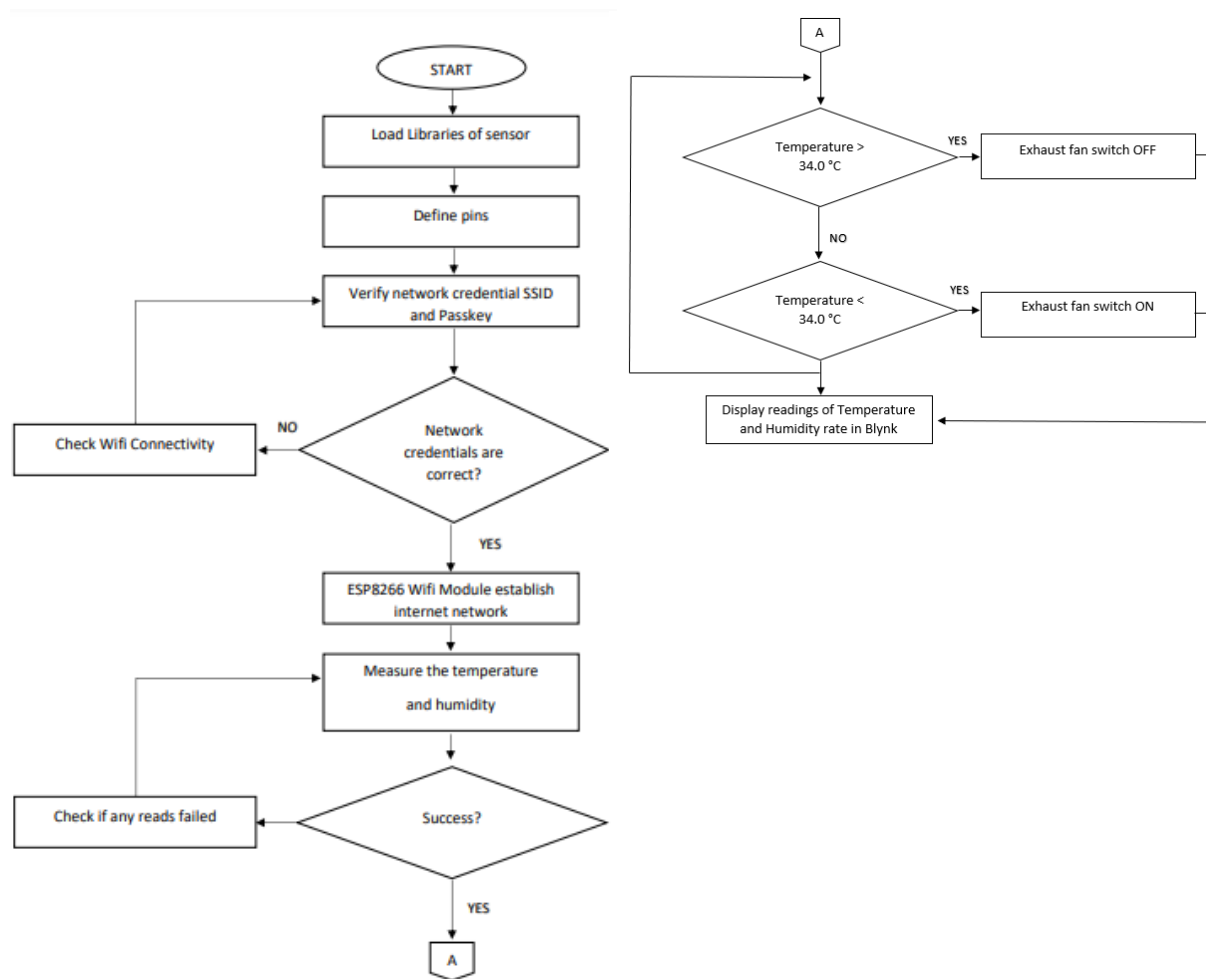 START
Load Libraries of sensor
Define pins
Verify network credential SSID
and Passkey
Network
credentials are
correct?
NO
Check Wifi Connectivity
YES
ESP8266 Wifi Module establish
internet network
Measure the temperature
and humidity
Success?
Check if any reads failed
YES
A
A
Temperature >
34.0 °C
YES
Exhaust fan switch OFF
NO
Temperature <
34.0 °C
YES
Exhaust fan switch ON
Display readings of Temperature
and Humidity rate in Blynk